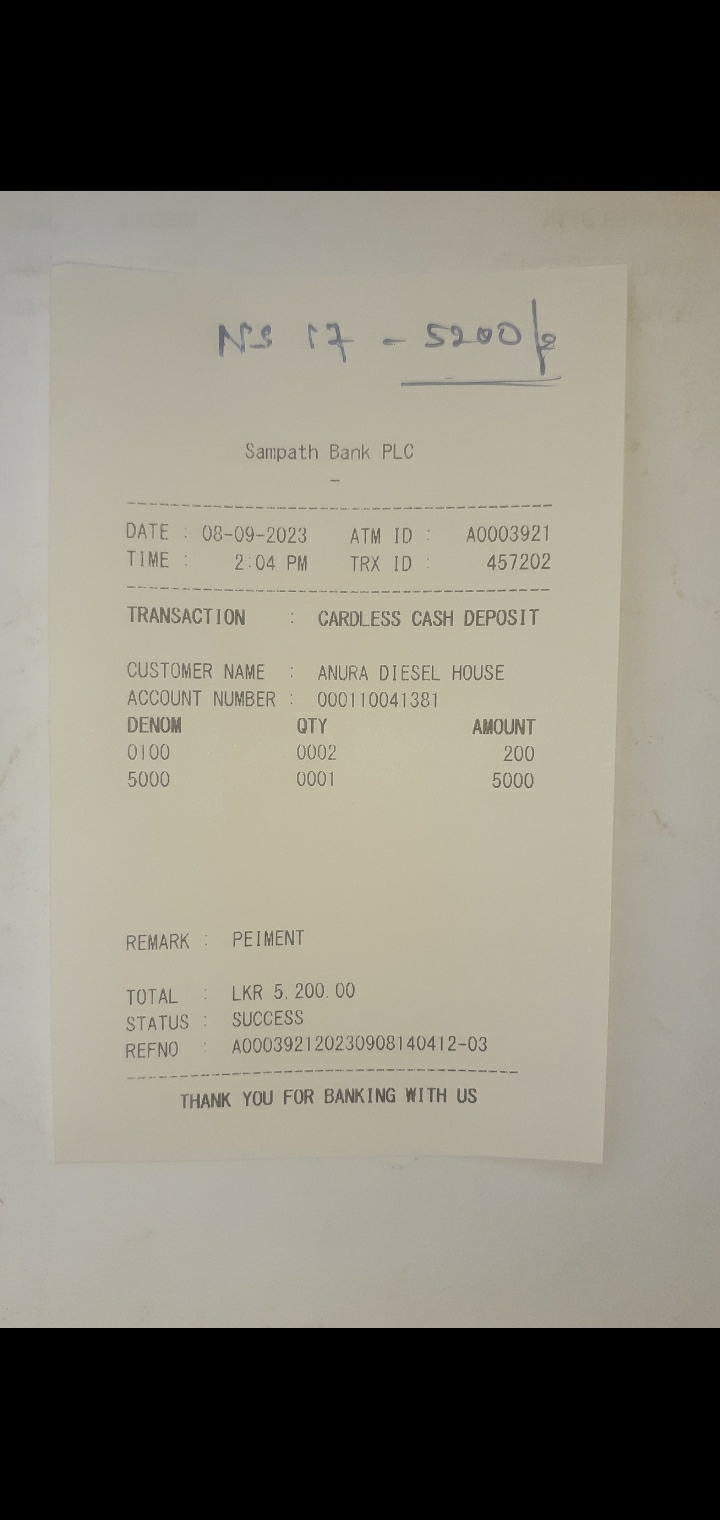 NS 17 - 5200/=
Sampath Bank PLC
-
DATE : 08-09-2023 ATM ID : A0003921
TIME : 2:04 PM TRX ID : 457202
TRANSACTION : CARDLESS CASH DEPOSIT
CUSTOMER NAME : ANURA DIESEL HOUSE
ACCOUNT NUMBER : 000110041381
DENOM QTY AMOUNT
0100 0002 200
5000 0001 5000
REMARK : PEIMENT
TOTAL : LKR 5,200.00
STATUS : SUCCESS
REFNO : A000392120230908140412-03
THANK YOU FOR BANKING WITH US